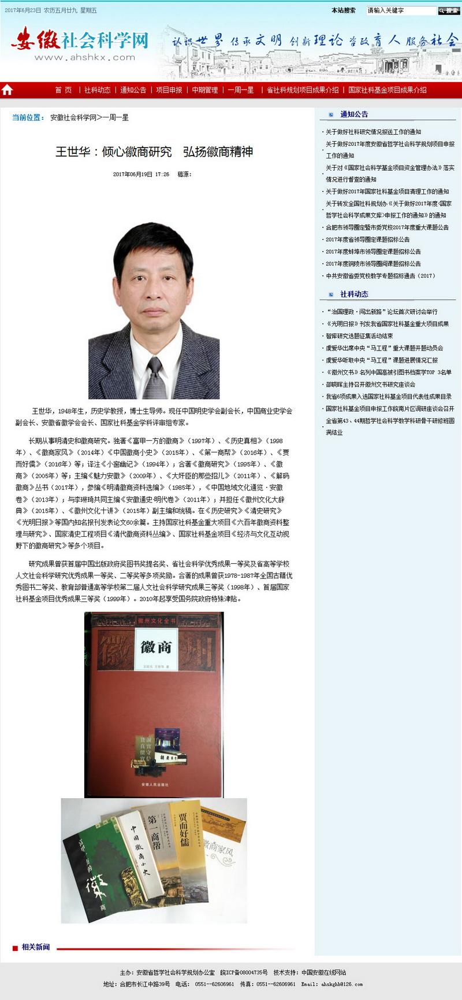 2017年6月23日 农历五月廿九 星期五
本站搜索
请输入关键字
搜索
安徽社会科学网
www.ahshkx.com
认识世界 传承文明 创新理论 咨政育人 服务社会
首 页 | 社科动态 | 通知公告 | 项目申报 | 中期管理 | 一周一星 | 省社科规划项目成果介绍 | 国家社科基金项目成果介绍
当前位置： 安徽社会科学网>一周一星
王世华：倾心徽商研究 弘扬徽商精神
2017年06月19日 17:26 稿源：
王世华，1948年生，历史学教授，博士生导师。现任中国明史学会副会长，中国商业史学会
副会长、安徽省徽学会会长、国家社科基金学科评审组专家。
长期从事明清史和徽商研究。独著《富甲一方的徽商》（1997年）、《历史真相》（1998
年）、《徽商家风》（2014年）《中国徽商小史》（2015年）、《第一商帮》（2016年）、《贾
而好儒》（2016年）等；译注《小窗幽记》（1994年）；合著《徽商研究》（1995年）、《徽
商》（2005年）等；主编《魅力安徽》（2009年）、《大奸臣的那些招儿》（2011年）、《解码
徽商》丛书（2017年），参编《明清徽商资料选编》（1985年），《中国地域文化通览·安徽
卷》（2013年）；与李琳琦共同主编《安徽通史·明代卷》（2011年）；并担任《徽州文化大辞
典》（2015年）、《徽州文化十讲》（2015年）副主编和统稿。在《历史研究》《清史研究》
《光明日报》等国内知名报刊发表论文60余篇。主持国家社科基金重大项目《六百年徽商资料整
理与研究》、国家清史工程项目《清代徽商资料丛编》、国家社科基金项目《经济与文化互动视
野下的徽商研究》等多个项目。
研究成果曾获首届中国出版政府奖图书奖提名奖、省社会科学优秀成果一等奖及省高等学校
人文社会科学研究优秀成果一等奖、二等奖等多项奖励。合著的成果曾获1978-1987年全国古籍优
秀图书二等奖、教育部普通高等学校第二届人文社会科学研究成果三等奖（1998年）、首届国家
社科基金项目优秀成果三等奖（1999年）。2010年起享受国务院政府特殊津贴。
徽州文化全书
徽 州
徽商
王世华 著
诚实守信
货真价实
安徽人民出版社
富甲一方的
徽
商
中国徽商小史
第一商帮
贾而好儒
徽商家风
相关新闻
通知公告
·关于做好社科研究情况报送工作的通知
·关于做好2017年度安徽省哲学社会科学规划项目申报
工作的通知
·关于对《国家社会科学基金项目资金管理办法》落实
情况进行督查的通知
·关于做好2017年国家社科基金项目清理工作的通知
·关于转发全国社科规划办《关于做好2017年度<国家
哲学社会科学成果文库>申报工作的通知》的通知
·合肥市领导圈定暨市委党校2017年度重大课题公告
·2017年度省领导圈定课题招标公告
·2017年度蚌埠市领导圈定课题招标公告
·2017年度铜陵市领导圈阅课题招标公告
·中共安徽省委党校教学专题招标通告（2017）
社科动态
·“治国理政·闯出新路”论坛首次研讨会举行
·《光明日报》刊发我省国家社科基金重大项目成果
·智库研究选题征集活动结束
·虞爱华出席中央“马工程”重大课题开题动员会
·虞爱华听取中央“马工程”课题进展情况汇报
·《徽州文书》名列中国高被引图书档案学TOP 3名单
·邵晓晖主持召开徽州文书研究座谈会
·我省6项成果入选国家社科基金项目代表性成果目录
·国家社科基金项目申报工作皖南片区调研座谈会召开
·全省第43、44期哲学社会科学教学科研骨干研修班圆
满结业
主办：安徽省哲学社会科学规划办公室 皖ICP备08004735号 技术支持：中国安徽在线网站
地址：合肥市长江中路39号 电话： 0551--62606961 传真：0551--62606961 Email：ahskghb@126.com